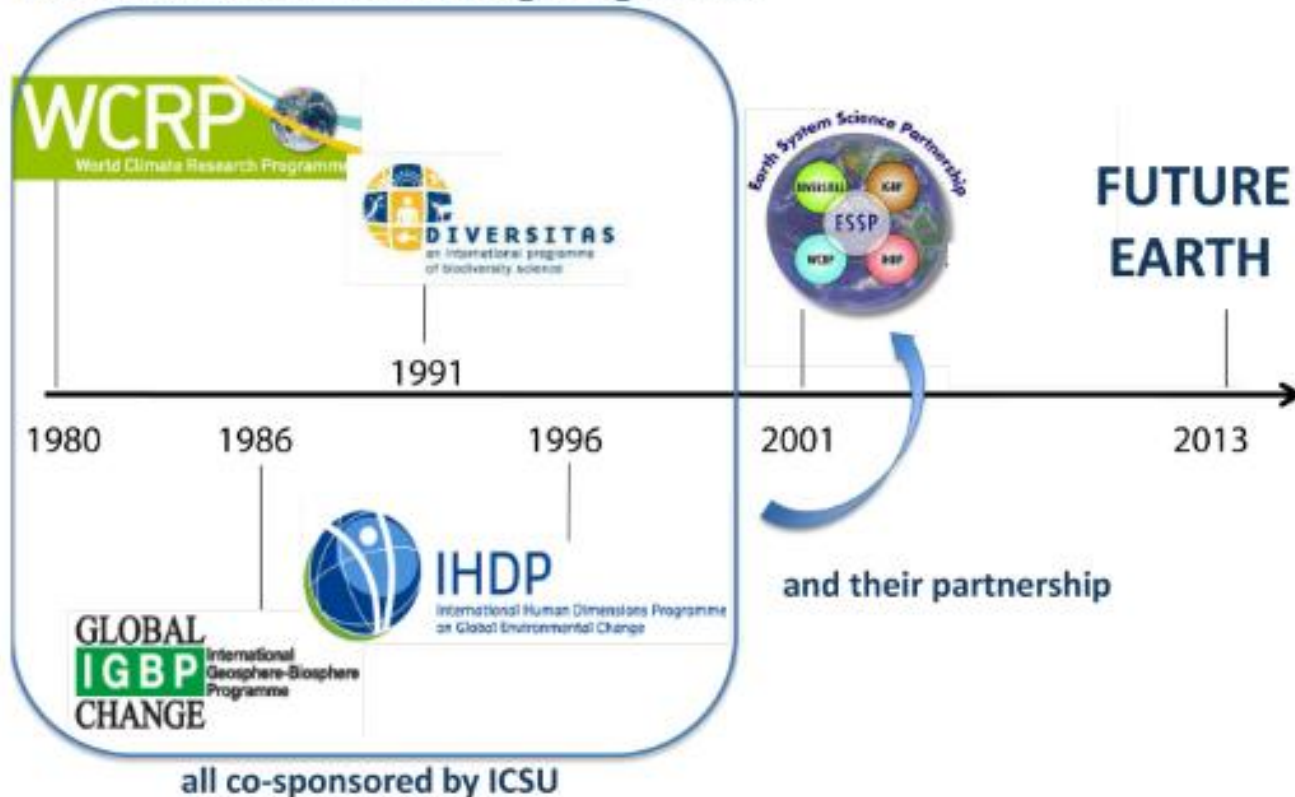 WCRP
World Climate Research Programme
DIVERSITAS
an international programme
of biodiversity science
Earth System Science Partnership
DIVERSITAS
IGBP
ESSP
WCRP
IHDP
FUTURE
EARTH
1991
1980
1986
1996
2001
2013
IHDP
International Human Dimensions Programme
on Global Environmental Change
and their partnership
GLOBAL
IGBP
International
Geosphere-Biosphere
Programme
CHANGE
all co-sponsored by ICSU